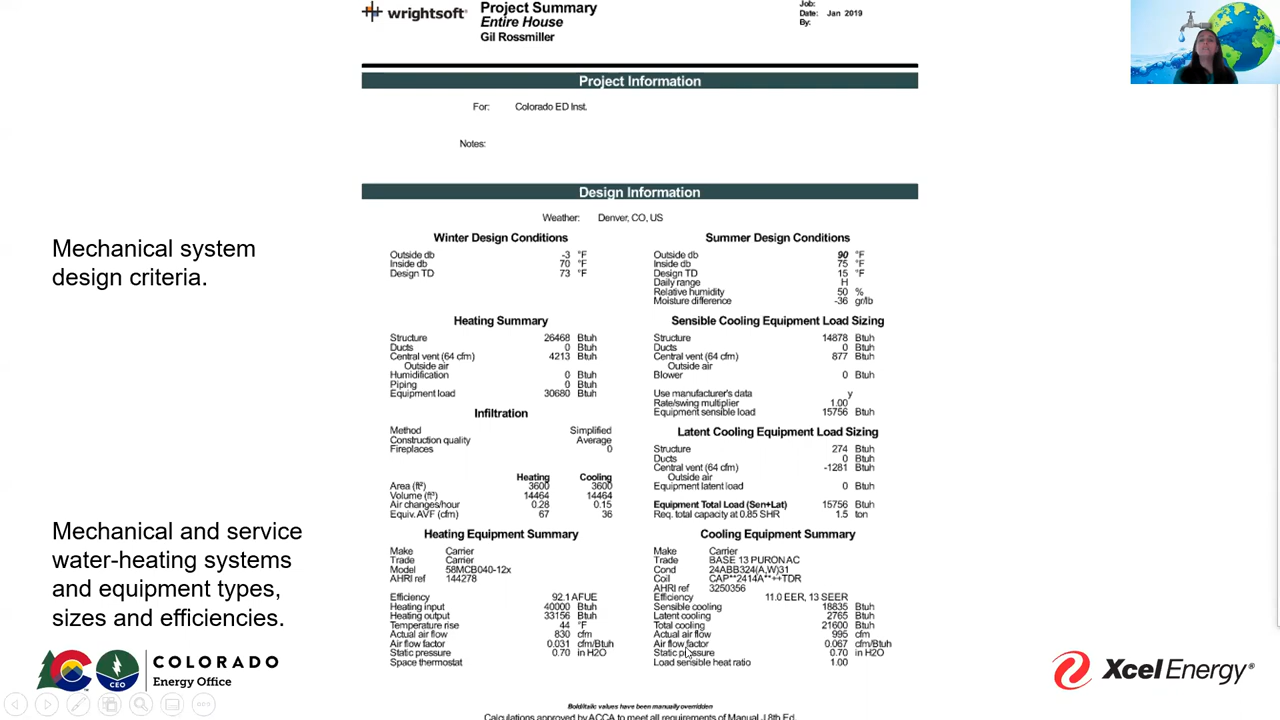 wrightsoft®
Project Summary
Entire House
Gil Rossmiller
Job:
Date: Jan 2019
By:
Project Information
For: Colorado ED Inst.
Notes:
Design Information
Weather: Denver, CO, US
Winter Design Conditions
Outside db -3 °F
Inside db 70 °F
Design TD 73 °F
Summer Design Conditions
Outside db 90 °F
Inside db 75 °F
Design TD 15 °F
Daily range H
Relative humidity 50 %
Moisture difference -36 gr/lb
Heating Summary
Structure 26468 Btuh
Ducts 0 Btuh
Central vent (64 cfm) 4213 Btuh
Outside air
Humidification 0 Btuh
Piping 0 Btuh
Equipment load 30680 Btuh
Sensible Cooling Equipment Load Sizing
Structure 14878 Btuh
Ducts 0 Btuh
Central vent (64 cfm) 877 Btuh
Outside air
Blower 0 Btuh
Use manufacturer's data y
Rate/swing multiplier 1.00
Equipment sensible load 15756 Btuh
Infiltration
Method Simplified
Construction quality Average
Fireplaces 0
Heating Cooling
Area (ft²) 3600 3600
Volume (ft³) 14464 14464
Air changes/hour 0.28 0.15
Equiv. AVF (cfm) 67 36
Latent Cooling Equipment Load Sizing
Structure 274 Btuh
Ducts 0 Btuh
Central vent (64 cfm) -1281 Btuh
Outside air
Equipment latent load 0 Btuh
Equipment Total Load (Sen+Lat) 15756 Btuh
Req. total capacity at 0.85 SHR 1.5 ton
Heating Equipment Summary
Make Carrier
Trade Carrier
Model 58MCB040-12x
AHRI ref 144278
Efficiency 92.1 AFUE
Heating input 40000 Btuh
Heating output 33156 Btuh
Temperature rise 44 °F
Actual air flow 830 cfm
Air flow factor 0.031 cfm/Btuh
Static pressure 0.70 in H2O
Space thermostat
Cooling Equipment Summary
Make Carrier
Trade BASE 13 PURON AC
Cond 24ABB324(A,W)31
Coil CAP**2414A**++TDR
AHRI ref 3250356
Efficiency 11.0 EER, 13 SEER
Sensible cooling 18835 Btuh
Latent cooling 2765 Btuh
Total cooling 21600 Btuh
Actual air flow 995 cfm
Air flow factor 0.067 cfm/Btuh
Static pressure 0.70 in H2O
Load sensible heat ratio 1.00
Bold/italic values have been manually overridden
Calculations approved by ACCA to meet all requirements of Manual J 8th Ed.
Mechanical system
design criteria.
Mechanical and service
water-heating systems
and equipment types,
sizes and efficiencies.
CEO
COLORADO
Energy Office
Xcel Energy®